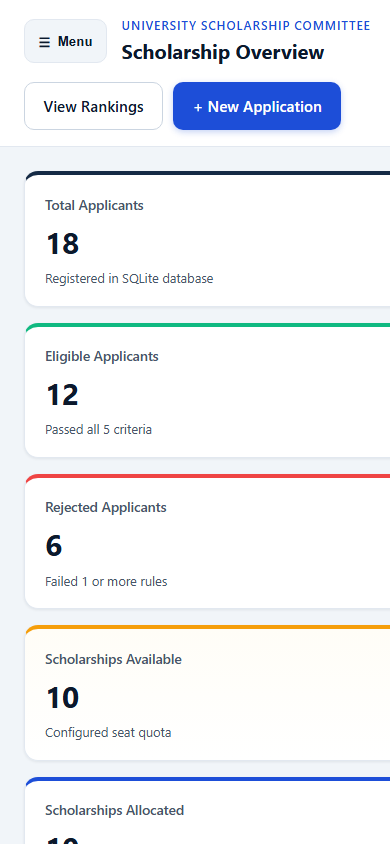 ☰ Menu
UNIVERSITY SCHOLARSHIP COMMITTEE
Scholarship Overview
View Rankings
+ New Application
Total Applicants
18
Registered in SQLite database
Eligible Applicants
12
Passed all 5 criteria
Rejected Applicants
6
Failed 1 or more rules
Scholarships Available
10
Configured seat quota
Scholarships Allocated